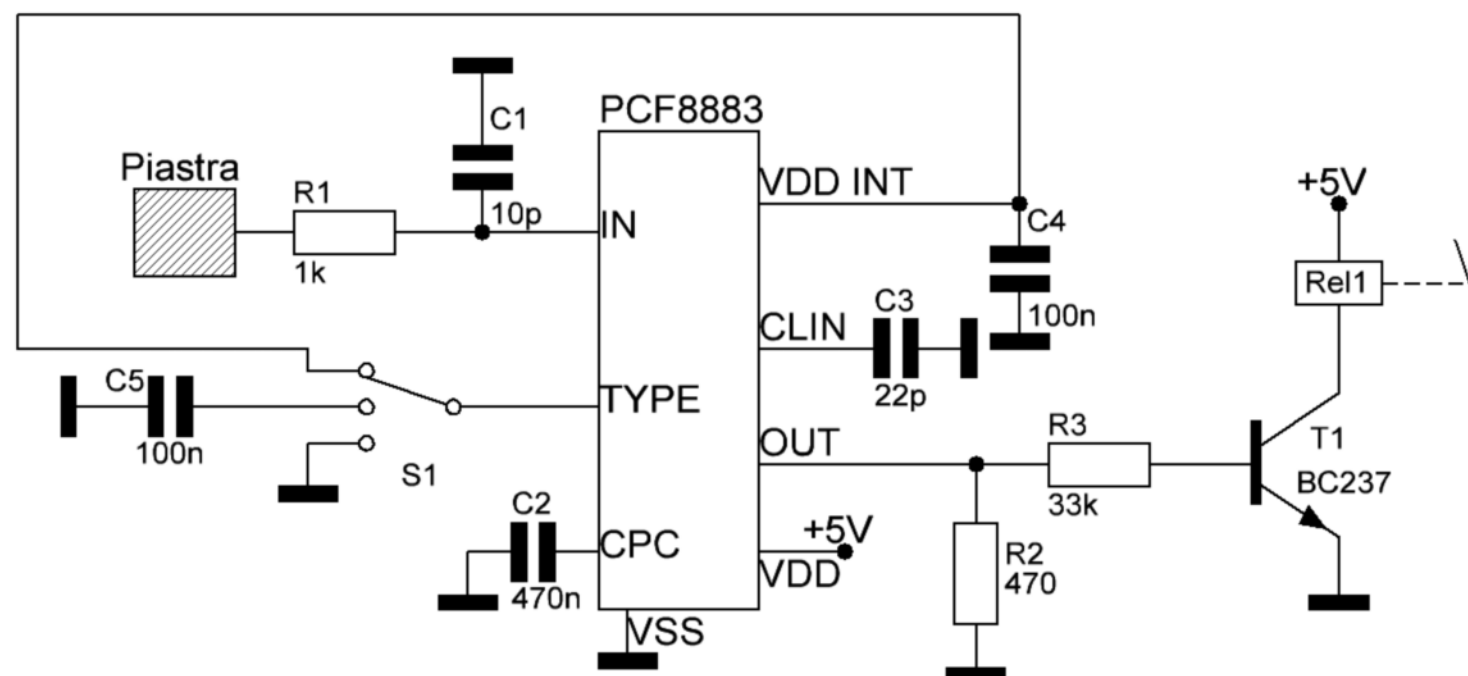 PCF8883
C1
Piastra
VDD INT
+5V
R1
10p
IN
C4
1k
Rel1
C3
100n
CLIN
C5
22p
TYPE
R3
100n
OUT
T1
S1
BC237
C2
33k
+5V
CPC
R2
VDD
470
470n
VSS